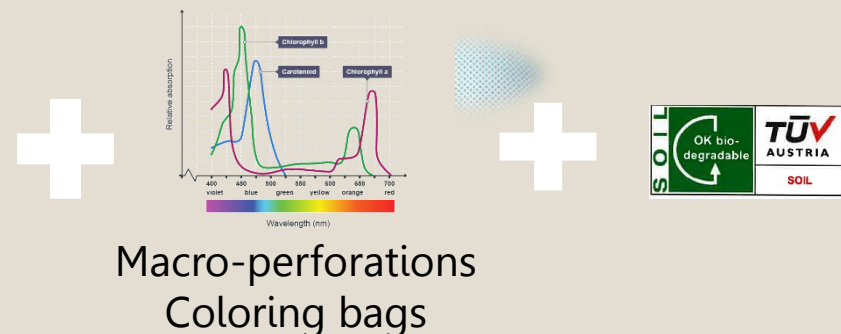 Chlorophyll b
Carotenoid
Chlorophyll a
Relative absorption
400 450 500 550 600 650 700
violet blue green yellow orange red
Wavelength (nm)
SOIL
OK bio-
degradable
TÜV
AUSTRIA
SOIL
Macro-perforations
Coloring bags